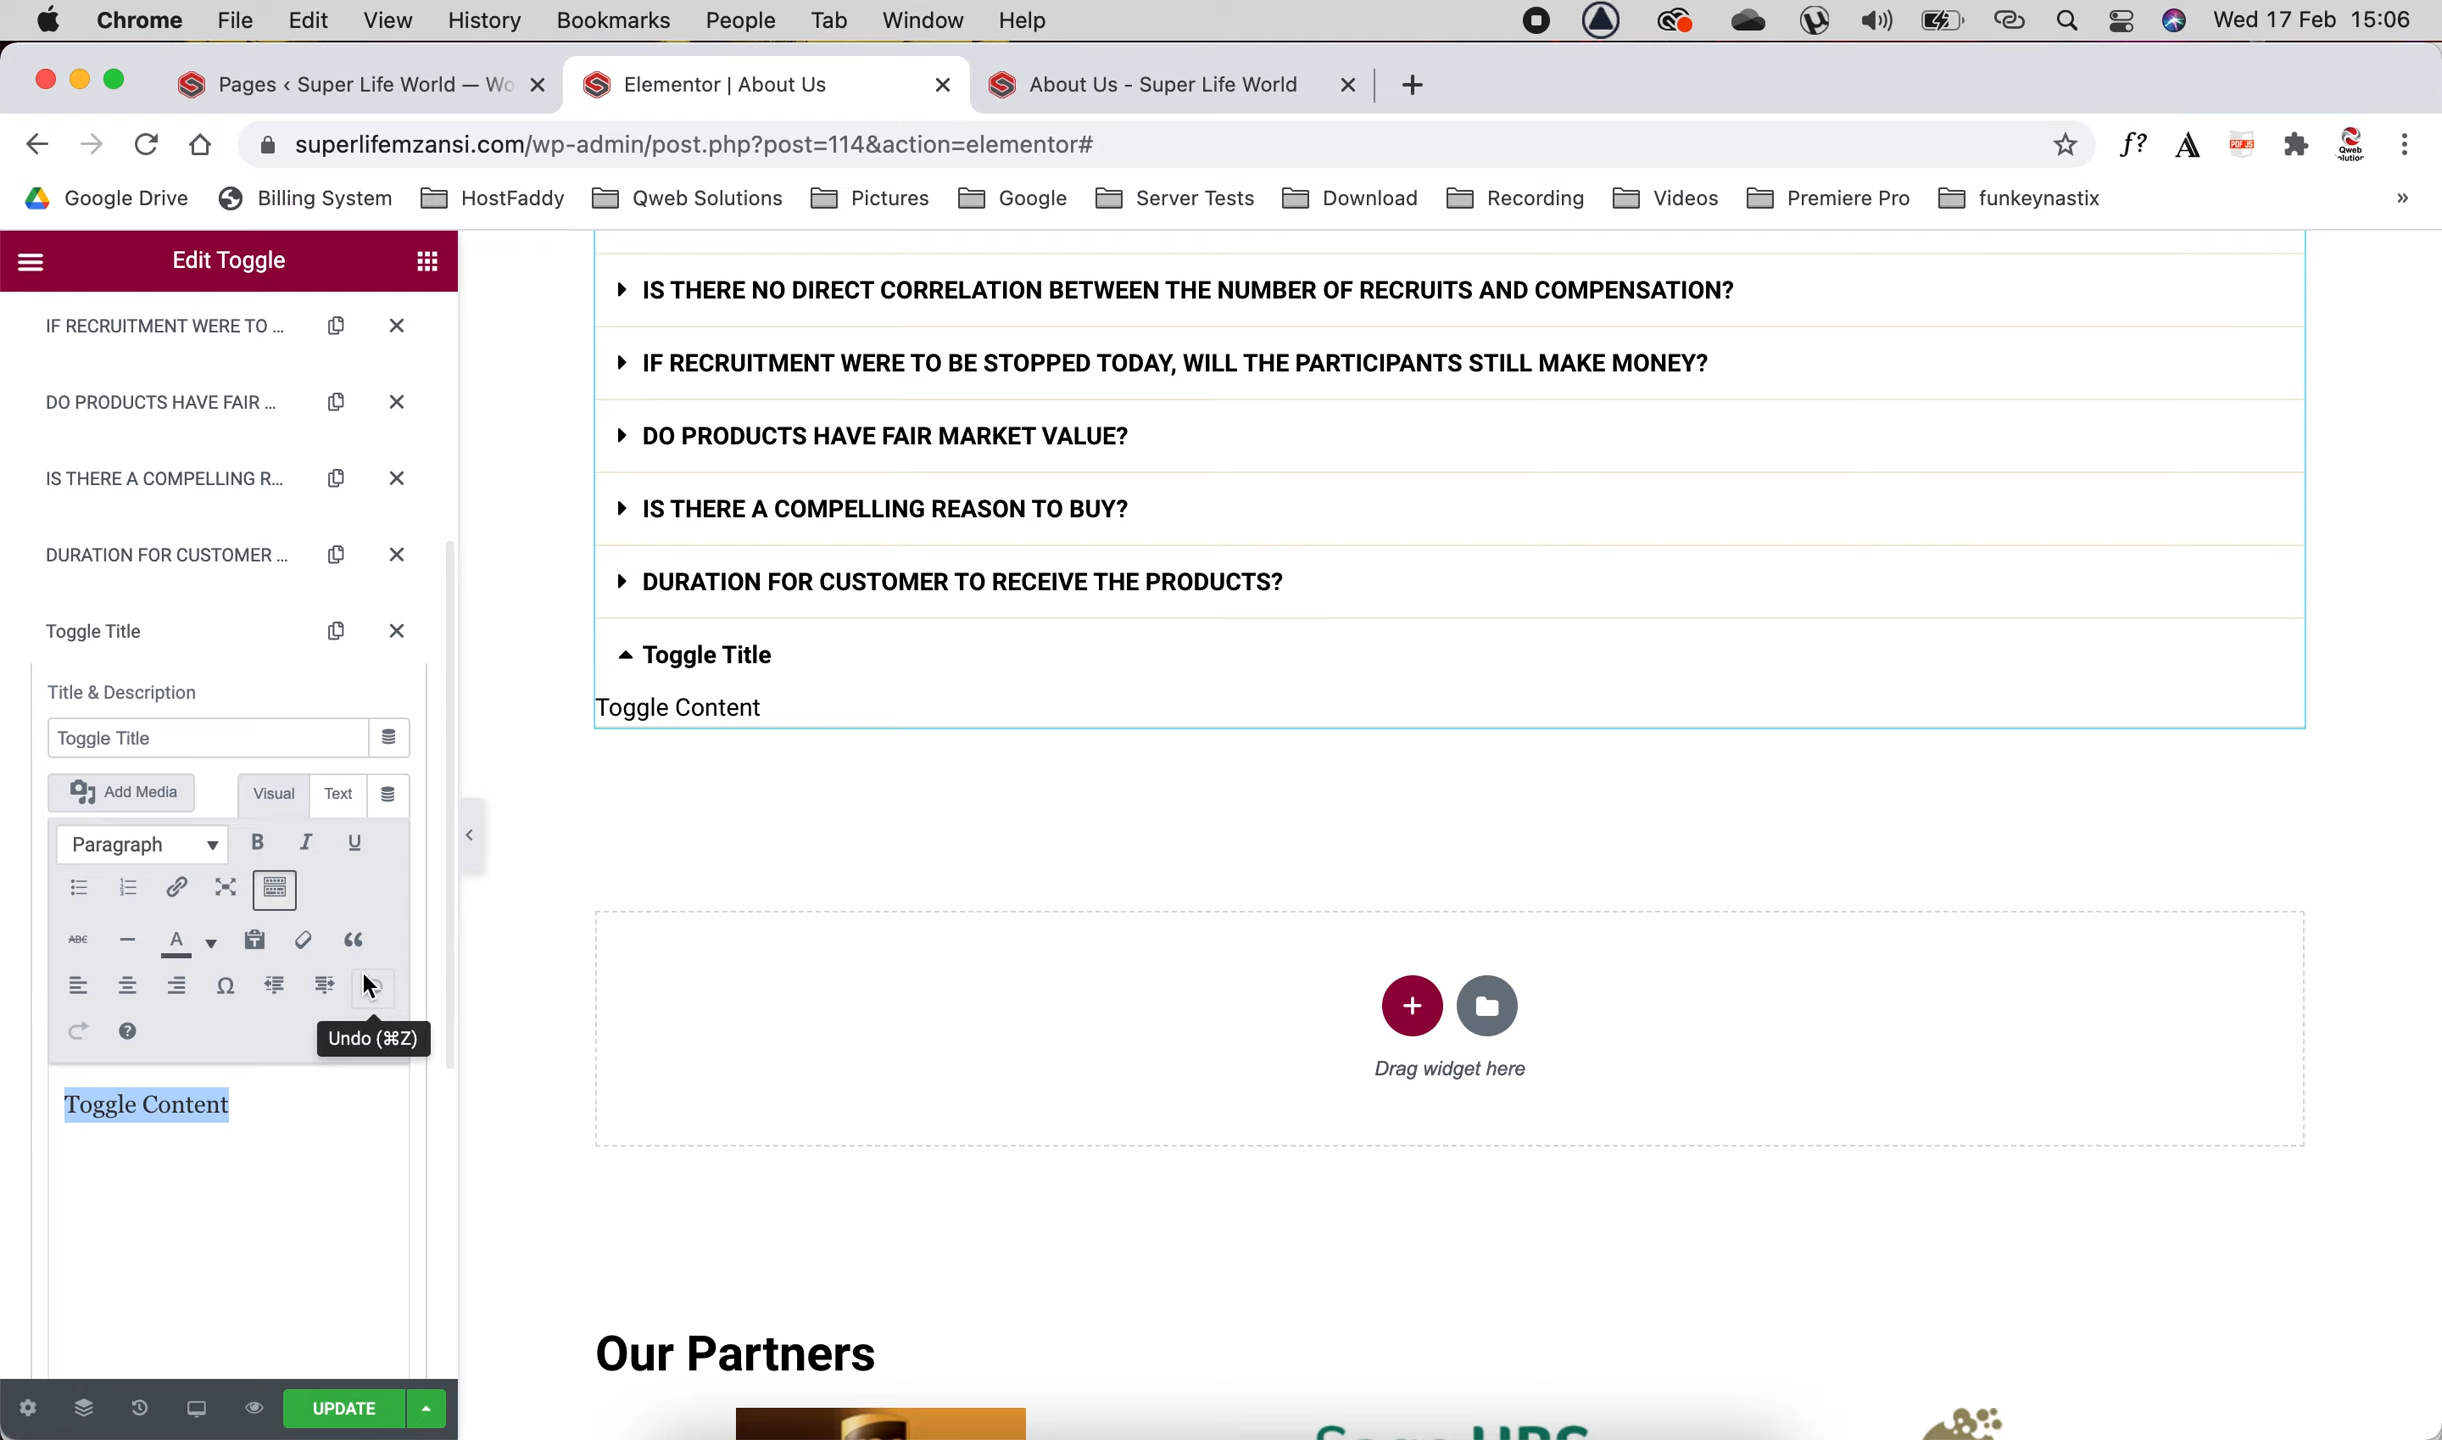 Chrome File Edit View History Bookmarks People Tab Window Help Wed 17 Feb 15:06
Pages ‹ Super Life World — Wo
Elementor | About Us
About Us - Super Life World
superlifemzansi.com/wp-admin/post.php?post=114&action=elementor#
f?
A
Google Drive Billing System HostFaddy Qweb Solutions Pictures Google Server Tests Download Recording Videos Premiere Pro funkeynastix »
Edit Toggle
IF RECRUITMENT WERE TO ...
DO PRODUCTS HAVE FAIR ...
IS THERE A COMPELLING R...
DURATION FOR CUSTOMER ...
Toggle Title
Title & Description
Toggle Title
Add Media Visual Text
Paragraph B I U
ABC A
Undo (⌘Z)
Toggle Content
UPDATE
IS THERE NO DIRECT CORRELATION BETWEEN THE NUMBER OF RECRUITS AND COMPENSATION?
IF RECRUITMENT WERE TO BE STOPPED TODAY, WILL THE PARTICIPANTS STILL MAKE MONEY?
DO PRODUCTS HAVE FAIR MARKET VALUE?
IS THERE A COMPELLING REASON TO BUY?
DURATION FOR CUSTOMER TO RECEIVE THE PRODUCTS?
Toggle Title
Toggle Content
Drag widget here
Our Partners